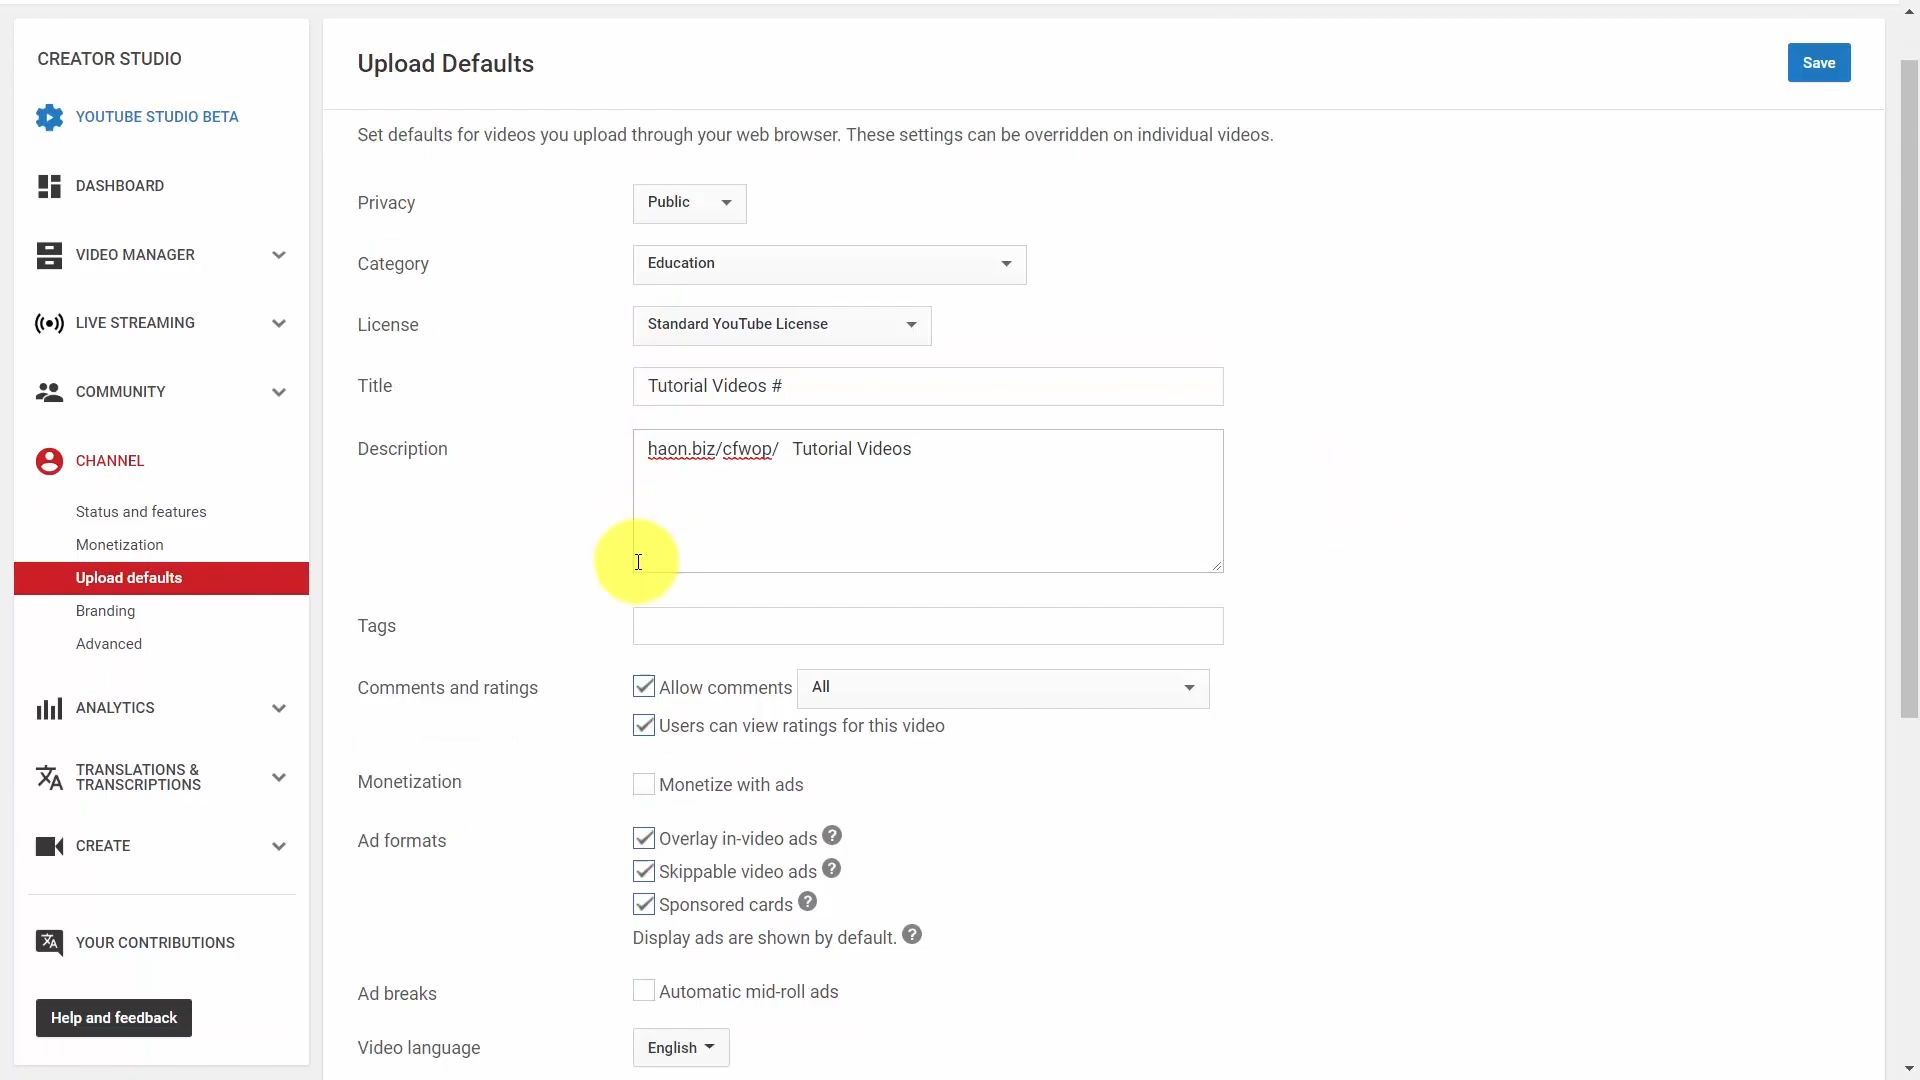 CREATOR STUDIO
YOUTUBE STUDIO BETA
DASHBOARD
VIDEO MANAGER
LIVE STREAMING
COMMUNITY
CHANNEL
Status and features
Monetization
Upload defaults
Branding
Advanced
ANALYTICS
TRANSLATIONS &
TRANSCRIPTIONS
CREATE
YOUR CONTRIBUTIONS
Help and feedback
Upload Defaults
Save
Set defaults for videos you upload through your web browser. These settings can be overridden on individual videos.
Privacy
Public
Category
Education
License
Standard YouTube License
Title
Tutorial Videos #
Description
haon.biz/cfwop/ Tutorial Videos
Tags
Comments and ratings
Allow comments
All
Users can view ratings for this video
Monetization
Monetize with ads
Ad formats
Overlay in-video ads ?
Skippable video ads ?
Sponsored cards ?
Display ads are shown by default. ?
Ad breaks
Automatic mid-roll ads
Video language
English